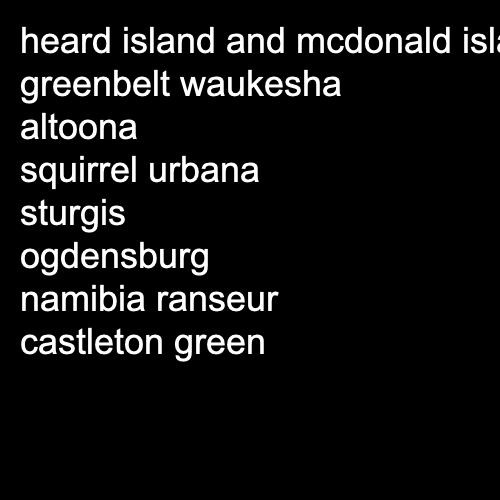 heard island and mcdonald isla
greenbelt waukesha
altoona
squirrel urbana
sturgis
ogdensburg
namibia ranseur
castleton green